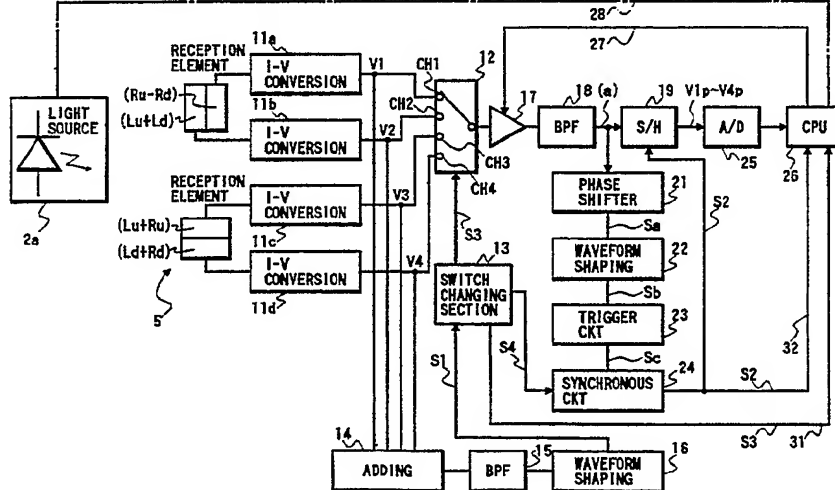 28
27
RECEPTION
ELEMENT
11a
I-V
CONVERSION
V1
CH1
12
(Ru-Rd)
(Lu+Ld)
CH2
17
18
(a)
19
V1p~V4p
BPF
S/H
A/D
CPU
25
26
LIGHT
SOURCE
2a
11b
I-V
CONVERSION
V2
CH3
CH4
RECEPTION
ELEMENT
11c
I-V
CONVERSION
V3
S3
PHASE
SHIFTER
21
S2
Sa
(Lu+Ru)
(Ld+Rd)
5
I-V
CONVERSION
11d
V4
13
SWITCH
CHANGING
SECTION
WAVEFORM
SHAPING
22
Sb
TRIGGER
CKT
23
32
S1
S4
Sc
SYNCHRONOUS
CKT
24
S2
S3
31
14
ADDING
15
BPF
WAVEFORM
SHAPING
16